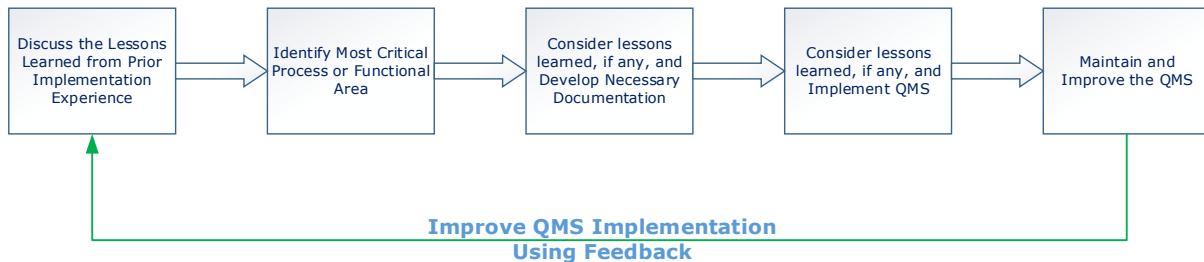 Discuss the Lessons
Learned from Prior
Implementation
Experience
Identify Most Critical
Process or Functional
Area
Consider lessons
learned, if any, and
Develop Necessary
Documentation
Consider lessons
learned, if any, and
Implement QMS
Maintain and
Improve the QMS
Improve QMS Implementation
Using Feedback